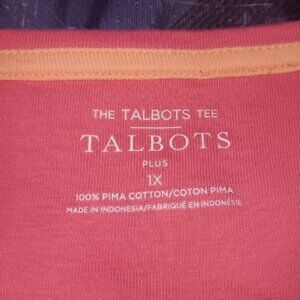 THE TALBOTS TEE
TALBOTS
PLUS
1X
100% PIMA COTTON/COTON PIMA
MADE IN INDONESIA/FABRIQUÉ EN INDONÉSIE